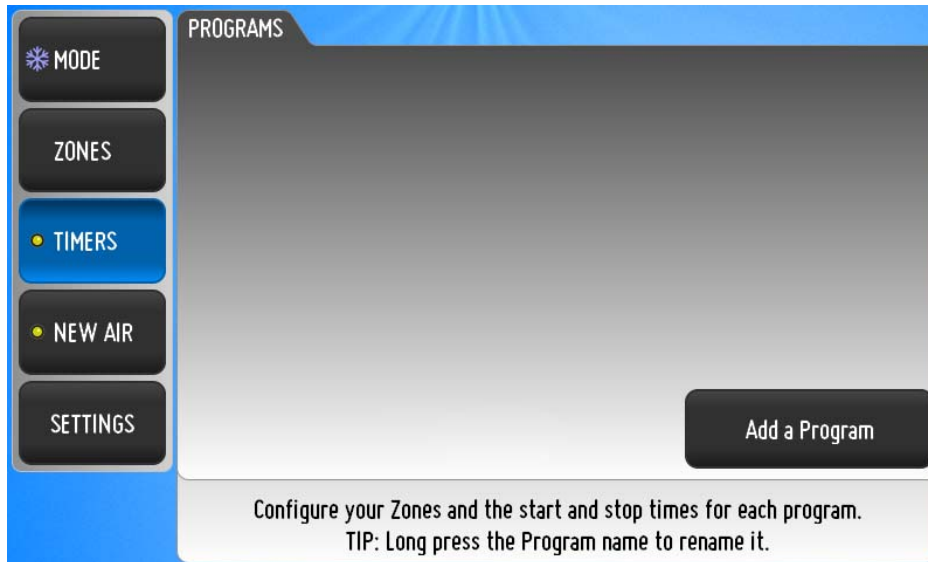 PROGRAMS
MODE
ZONES
TIMERS
NEW AIR
SETTINGS
Add a Program
Configure your Zones and the start and stop times for each program.
TIP: Long press the Program name to rename it.